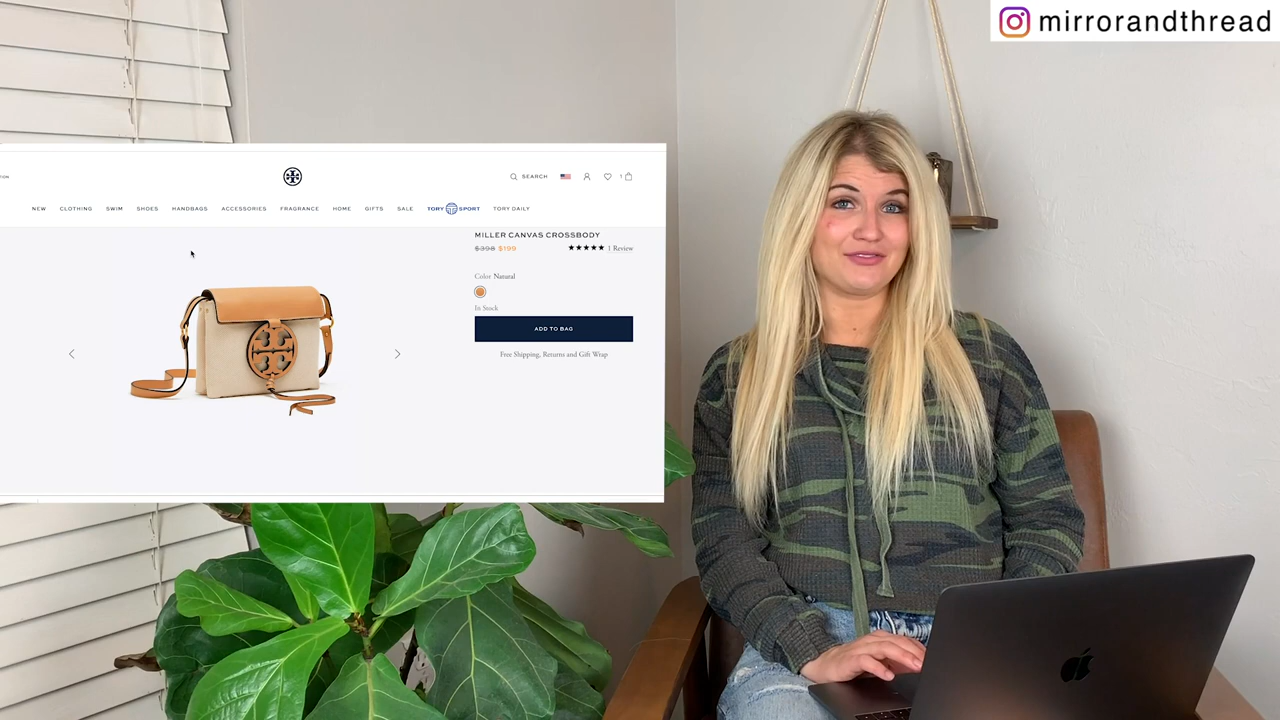 mirrorandthread
SEARCH
1
NEW CLOTHING SWIM SHOES HANDBAGS ACCESSORIES FRAGRANCE HOME GIFTS SALE TORY SPORT TORY DAILY
MILLER CANVAS CROSSBODY
$398 $199 ★★★★★ 1 Review
Color Natural
In Stock
ADD TO BAG
Free Shipping, Returns and Gift Wrap